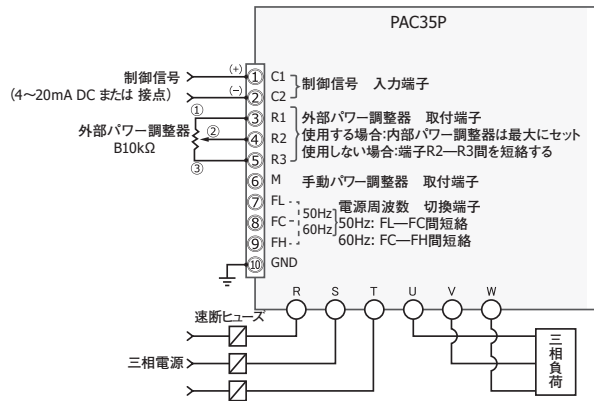 PAC35P
制御信号
(4～20mA DC または 接点)
(+)
(−)
① C1
② C2
制御信号 入力端子
外部パワー調整器
B10kΩ
①
②
③
③ R1
④ R2
⑤ R3
外部パワー調整器 取付端子
使用する場合:内部パワー調整器は最大にセット
使用しない場合:端子R2―R3間を短絡する
⑥ M
手動パワー調整器 取付端子
⑦ FL
⑧ FC
⑨ FH
50Hz
60Hz
電源周波数 切換端子
50Hz: FL―FC間短絡
60Hz: FC―FH間短絡
⑩ GND
R S T U V W
速断ヒューズ
三相電源
三相負荷